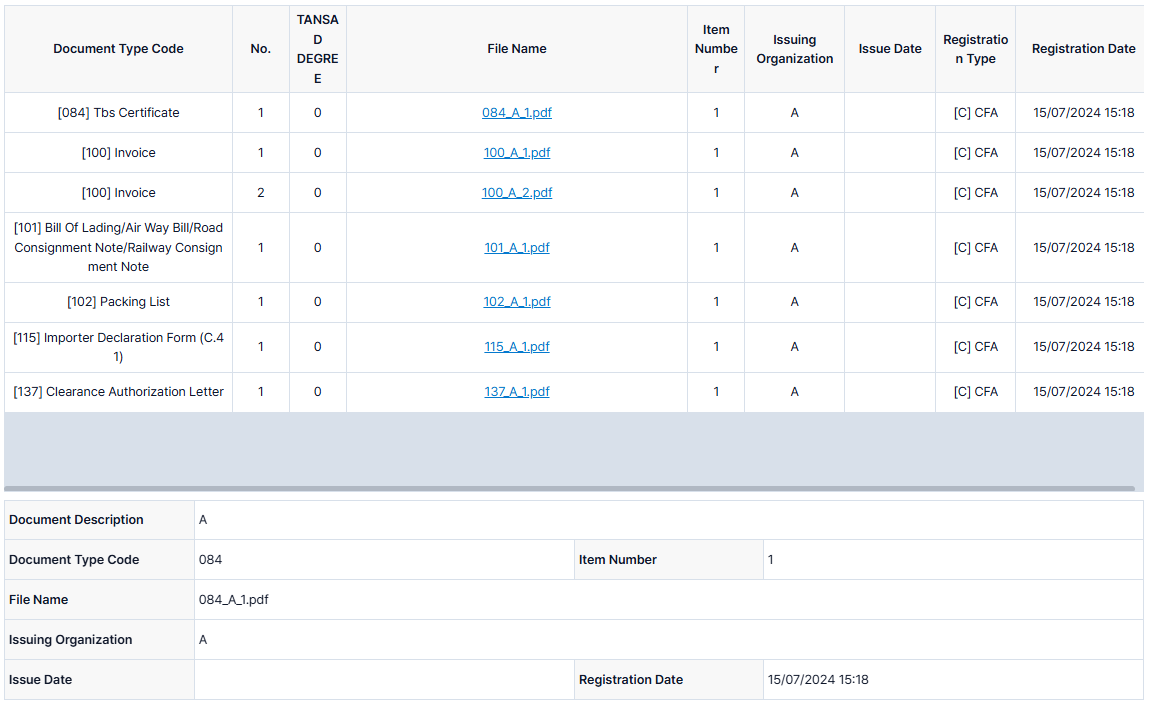 Document Type Code No. TANSAD DEGREE File Name Item Number Issuing Organization Issue Date Registration Type Registration Date
[084] Tbs Certificate 1 0 084_A_1.pdf 1 A [C] CFA 15/07/2024 15:18
[100] Invoice 1 0 100_A_1.pdf 1 A [C] CFA 15/07/2024 15:18
[100] Invoice 2 0 100_A_2.pdf 1 A [C] CFA 15/07/2024 15:18
[101] Bill Of Lading/Air Way Bill/Road
Consignment Note/Railway Consign
ment Note 1 0 101_A_1.pdf 1 A [C] CFA 15/07/2024 15:18
[102] Packing List 1 0 102_A_1.pdf 1 A [C] CFA 15/07/2024 15:18
[115] Importer Declaration Form (C.4
1) 1 0 115_A_1.pdf 1 A [C] CFA 15/07/2024 15:18
[137] Clearance Authorization Letter 1 0 137_A_1.pdf 1 A [C] CFA 15/07/2024 15:18
Document Description A
Document Type Code 084 Item Number 1
File Name 084_A_1.pdf
Issuing Organization A
Issue Date Registration Date 15/07/2024 15:18